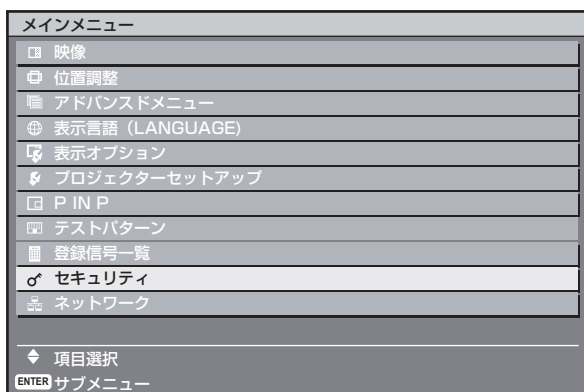 メインメニュー
映像
位置調整
アドバンスドメニュー
表示言語（LANGUAGE)
表示オプション
プロジェクターセットアップ
P IN P
テストパターン
登録信号一覧
セキュリティ
ネットワーク
項目選択
ENTER サブメニュー